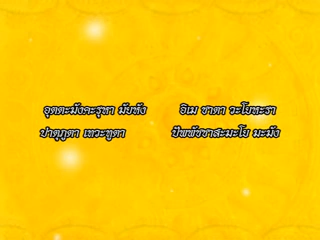 อุตตะมังคะรุหา มัยหัง อิเม ชาตา วะโยหะรา
ปาตุภูตา เทวะทูตา ปัพพัชชาสะมะโย มะมัง